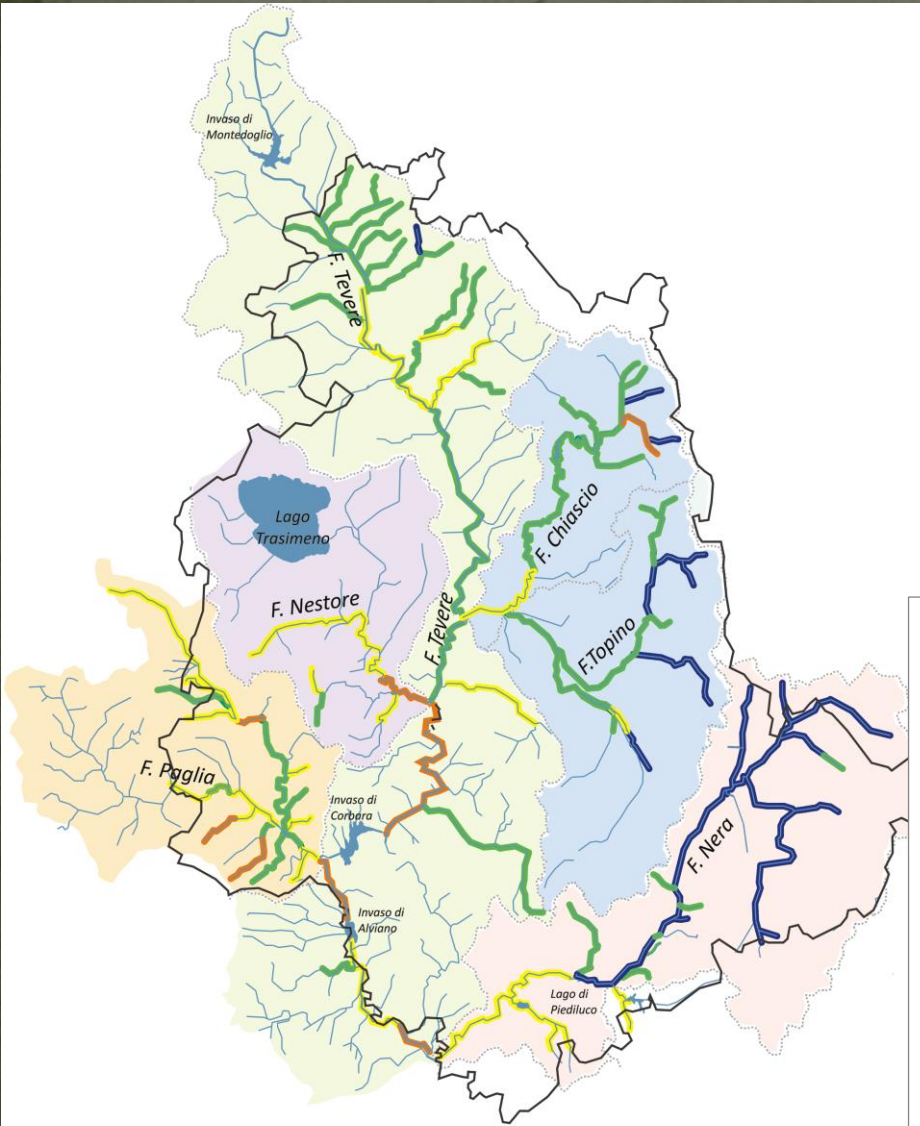 Invaso di
Montedoglio
F. Tevere
Lago
Trasimeno
F. Chiascio
F. Nestore
F. Tevere
F.Topino
F. Paglia
Invaso di
Corbara
F. Nera
Invaso di
Alviano
Lago di
Piediluco